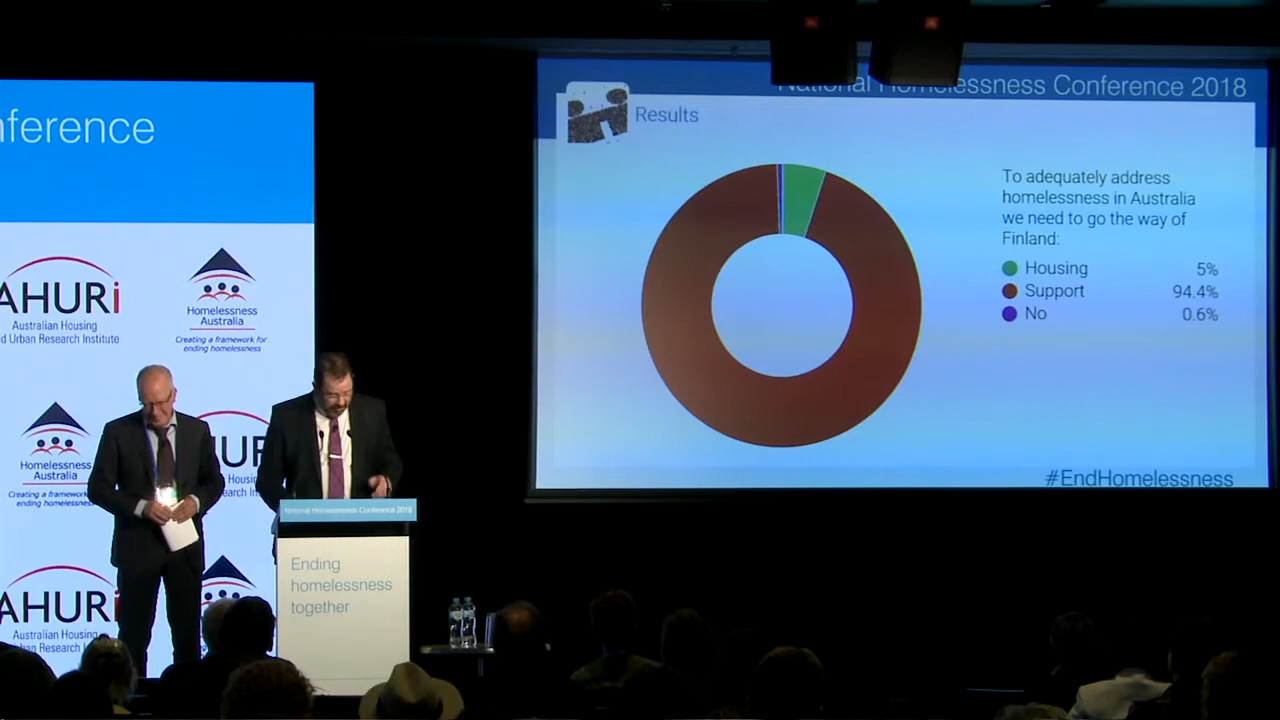 nference
AHURi
Australian Housing
d Urban Research Institute
Homelessness
Australia
Creating a framework for
ending homelessness
Homelessness
Australia
Creating a framework
ending homelessness
AHURi
Australian Housing
an Research
National Homelessness Conference 2018
Ending
homelessness
together
National Homelessness Conference 2018
Results
To adequately address
homelessness in Australia
we need to go the way of
Finland:
Housing 5%
Support 94.4%
No 0.6%
#EndHomelessness